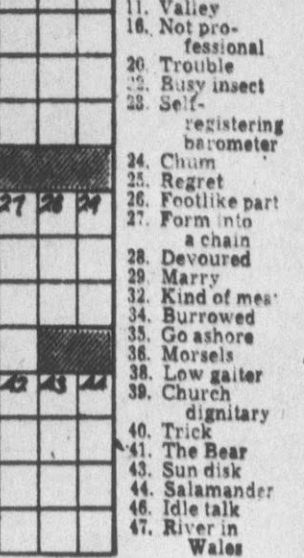 11. Valley
16. Not pro-
fessional
20. Trouble
22. Busy insect
23. Self-
registering
barometer
24. Chum
25. Regret
26. Footlike part
27. Form into
a chain
28. Devoured
29. Marry
32. Kind of
34. Burrowed
35. Go ashore
36. Morsels
38. Low gaiter
39. Church
dignitary
40. Trick
41. The Bear
43. Sun disk
44. Salamander
46. Idle talk
47. River in
Wales
27 28 29
42 43 44